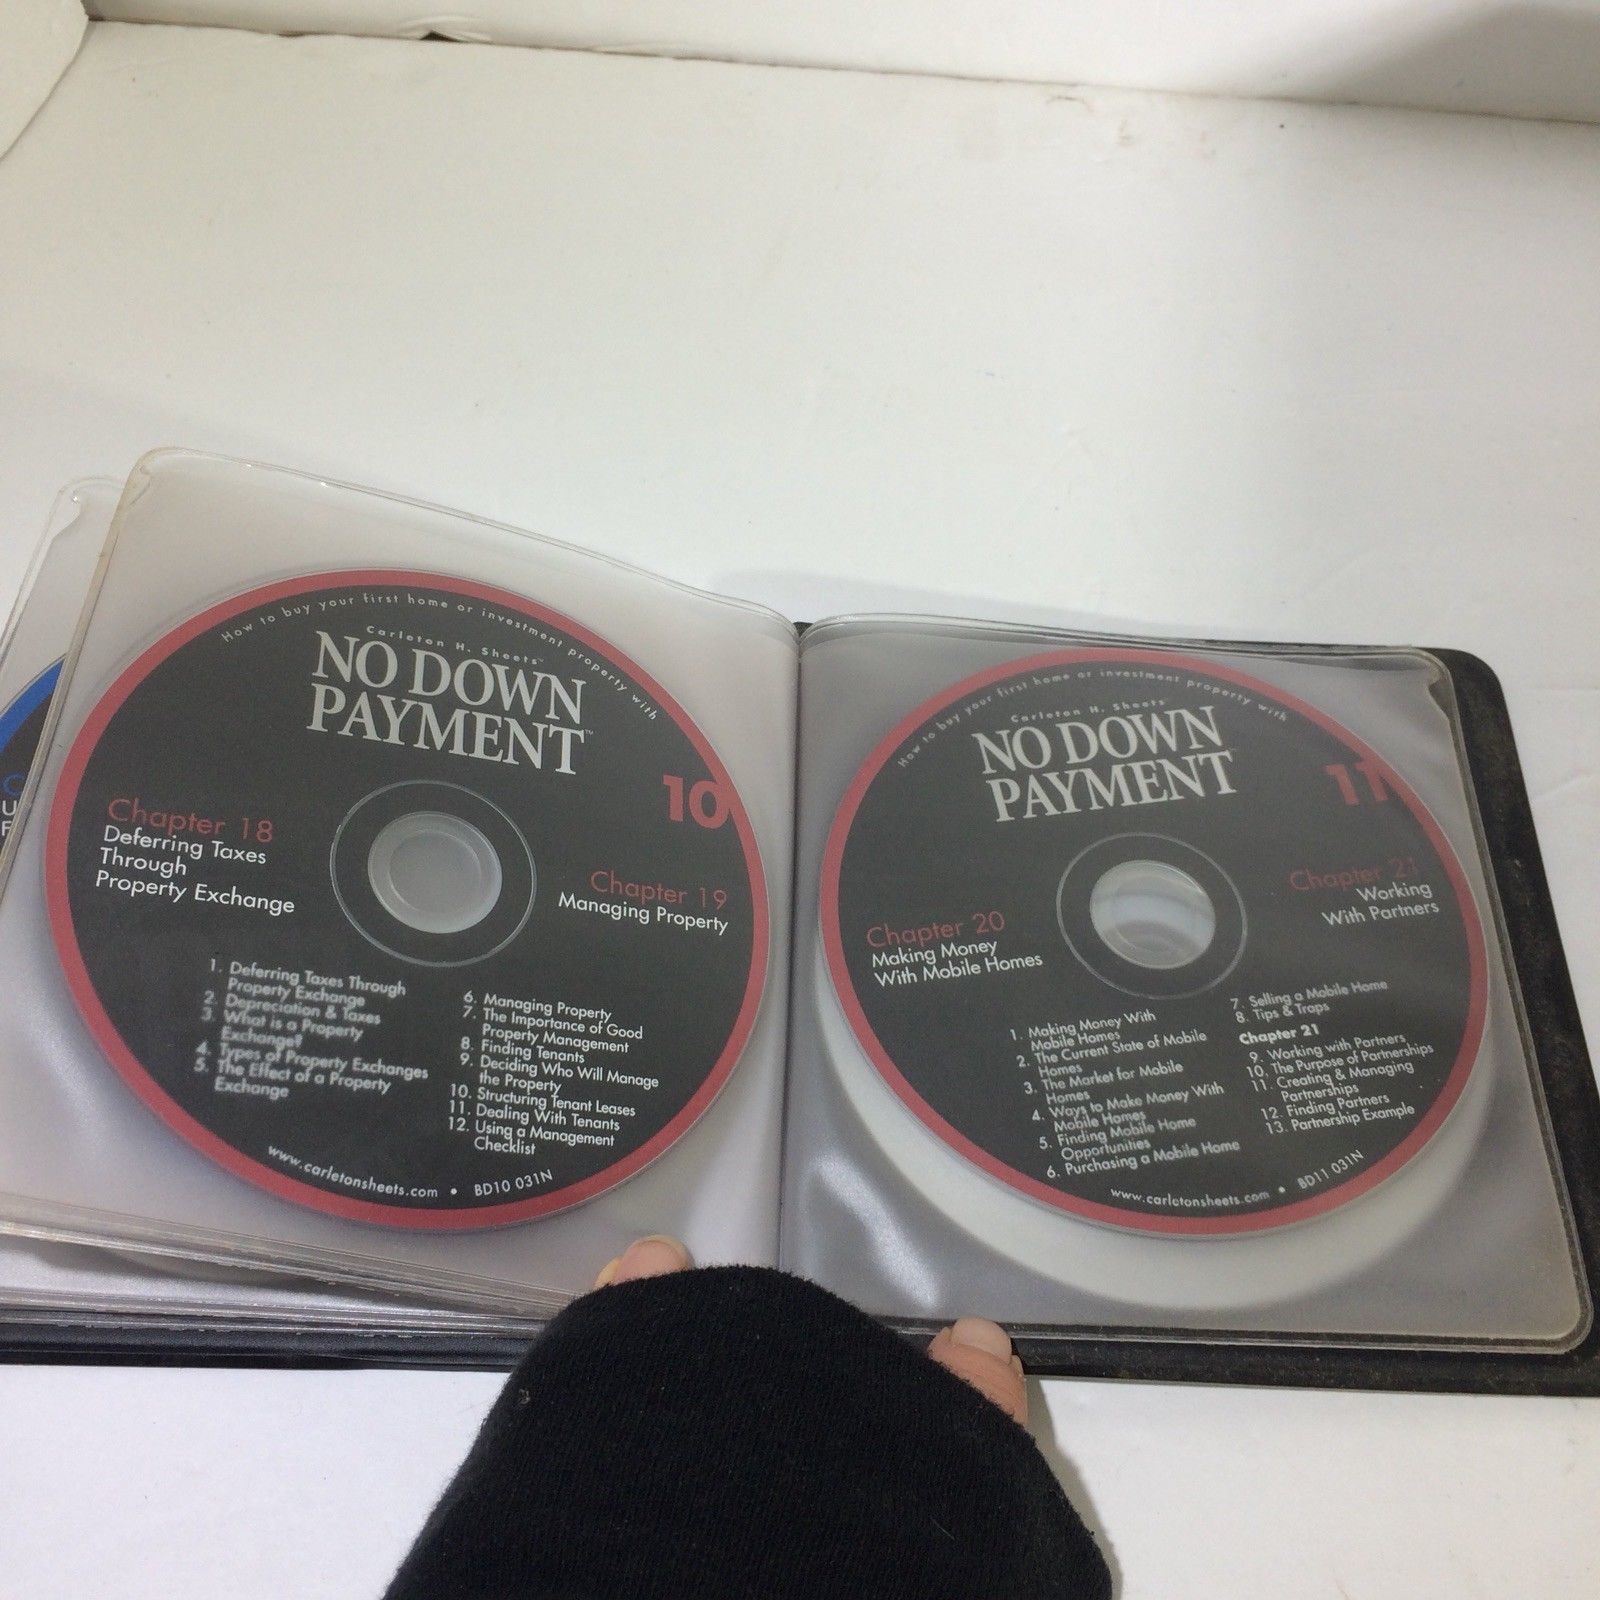 How to buy your first home or investment property with
Carleton H. Sheets™
NO DOWN
PAYMENT™
10
Chapter 18
Deferring Taxes
Through
Property Exchange
Chapter 19
Managing Property
1. Deferring Taxes Through
Property Exchange
2. Depreciation & Taxes
3. What is a Property
Exchange?
4. Types of Property Exchanges
5. The Effect of a Property
Exchange
6. Managing Property
7. The Importance of Good
Property Management
8. Finding Tenants
9. Deciding Who Will Manage
the Property
10. Structuring Tenant Leases
11. Dealing With Tenants
12. Using a Management
Checklist
www.carletonsheets.com • BD10 031N
How to buy your first home or investment property with
Carleton H. Sheets
NO DOWN
PAYMENT
11
Chapter 20
Making Money
With Mobile Homes
Chapter 21
Working
With Partners
1. Making Money With
Mobile Homes
2. The Current State of Mobile
Homes
3. The Market for Mobile
Homes
4. Ways to Make Money With
Mobile Homes
5. Finding Mobile Home
Opportunities
6. Purchasing a Mobile Home
7. Selling a Mobile Home
8. Tips & Traps
Chapter 21
9. Working with Partners
10. The Purpose of Partnerships
11. Creating & Managing
Partnerships
12. Finding Partners
13. Partnership Example
www.carletonsheets.com • BD11 031N